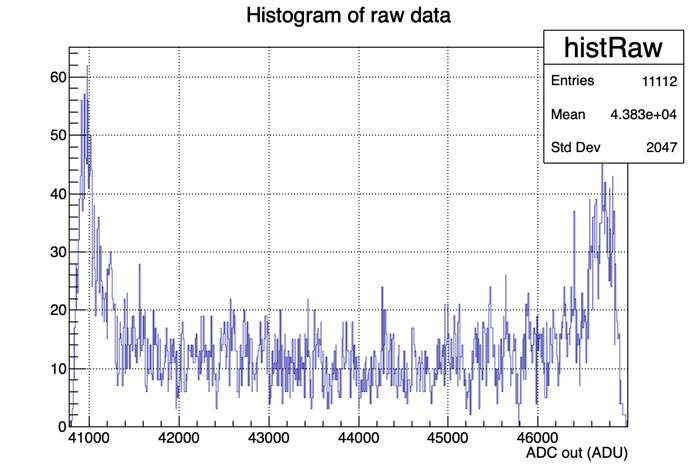 Histogram of raw data
histRaw
Entries 11112
Mean 4.383e+04
Std Dev 2047
60
50
40
30
20
10
0
41000 42000 43000 44000 45000 46000
ADC out (ADU)